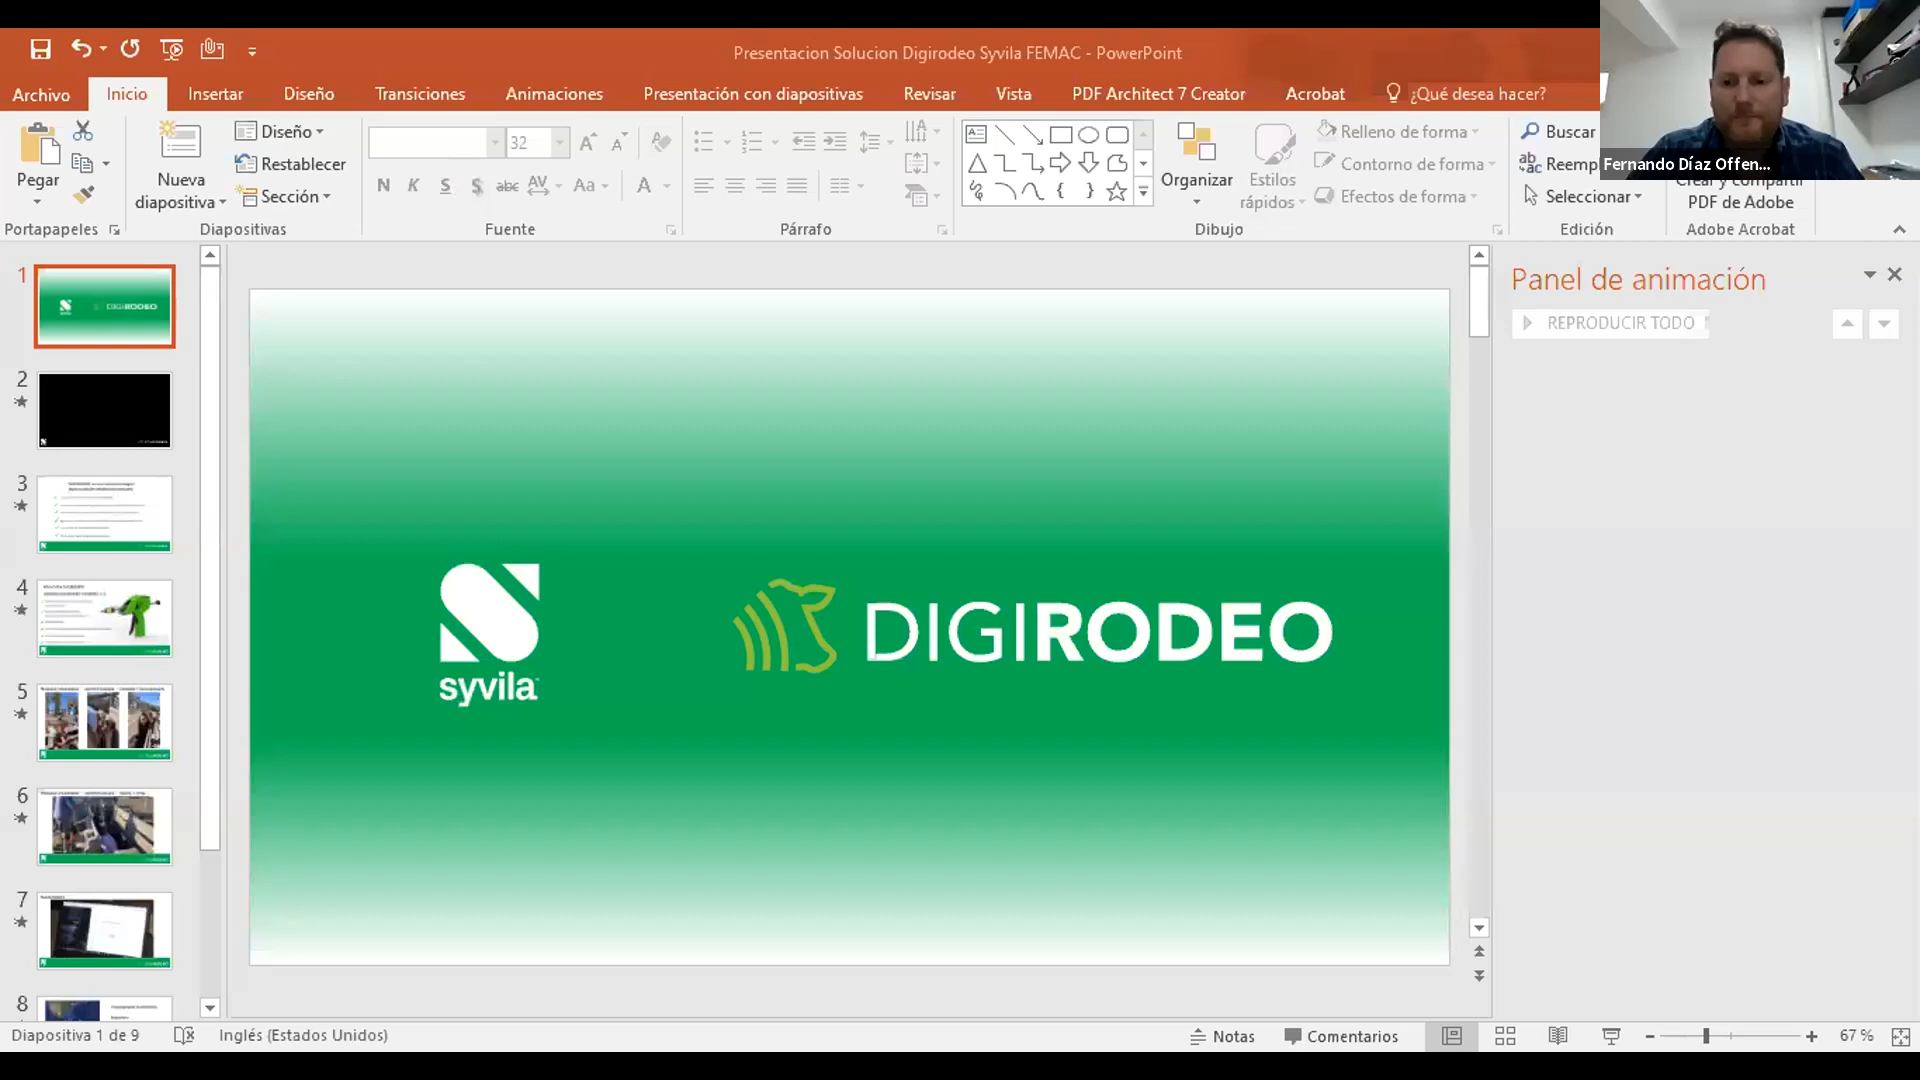 Presentacion Solucion Digirodeo Syvila FEMAC - PowerPoint
Archivo
Inicio
Insertar
Diseño
Transiciones
Animaciones
Presentación con diapositivas
Revisar
Vista
PDF Architect 7 Creator
Acrobat
¿Qué desea hacer?
Fernando Díaz Offen...
Pegar
Portapapeles
Nueva
diapositiva
Diseño
Restablecer
Sección
Diapositivas
32
N K S S abc AV Aa A
Fuente
Párrafo
Organizar
Estilos
rápidos
Relleno de forma
Contorno de forma
Efectos de forma
Dibujo
Buscar
Reemp
Seleccionar
Edición
Crear y compartir
PDF de Adobe
Adobe Acrobat
1
2
3
4
5
6
7
8
syvila
DIGIRODEO
Panel de animación
REPRODUCIR TODO
Diapositiva 1 de 9
Inglés (Estados Unidos)
Notas
Comentarios
67 %